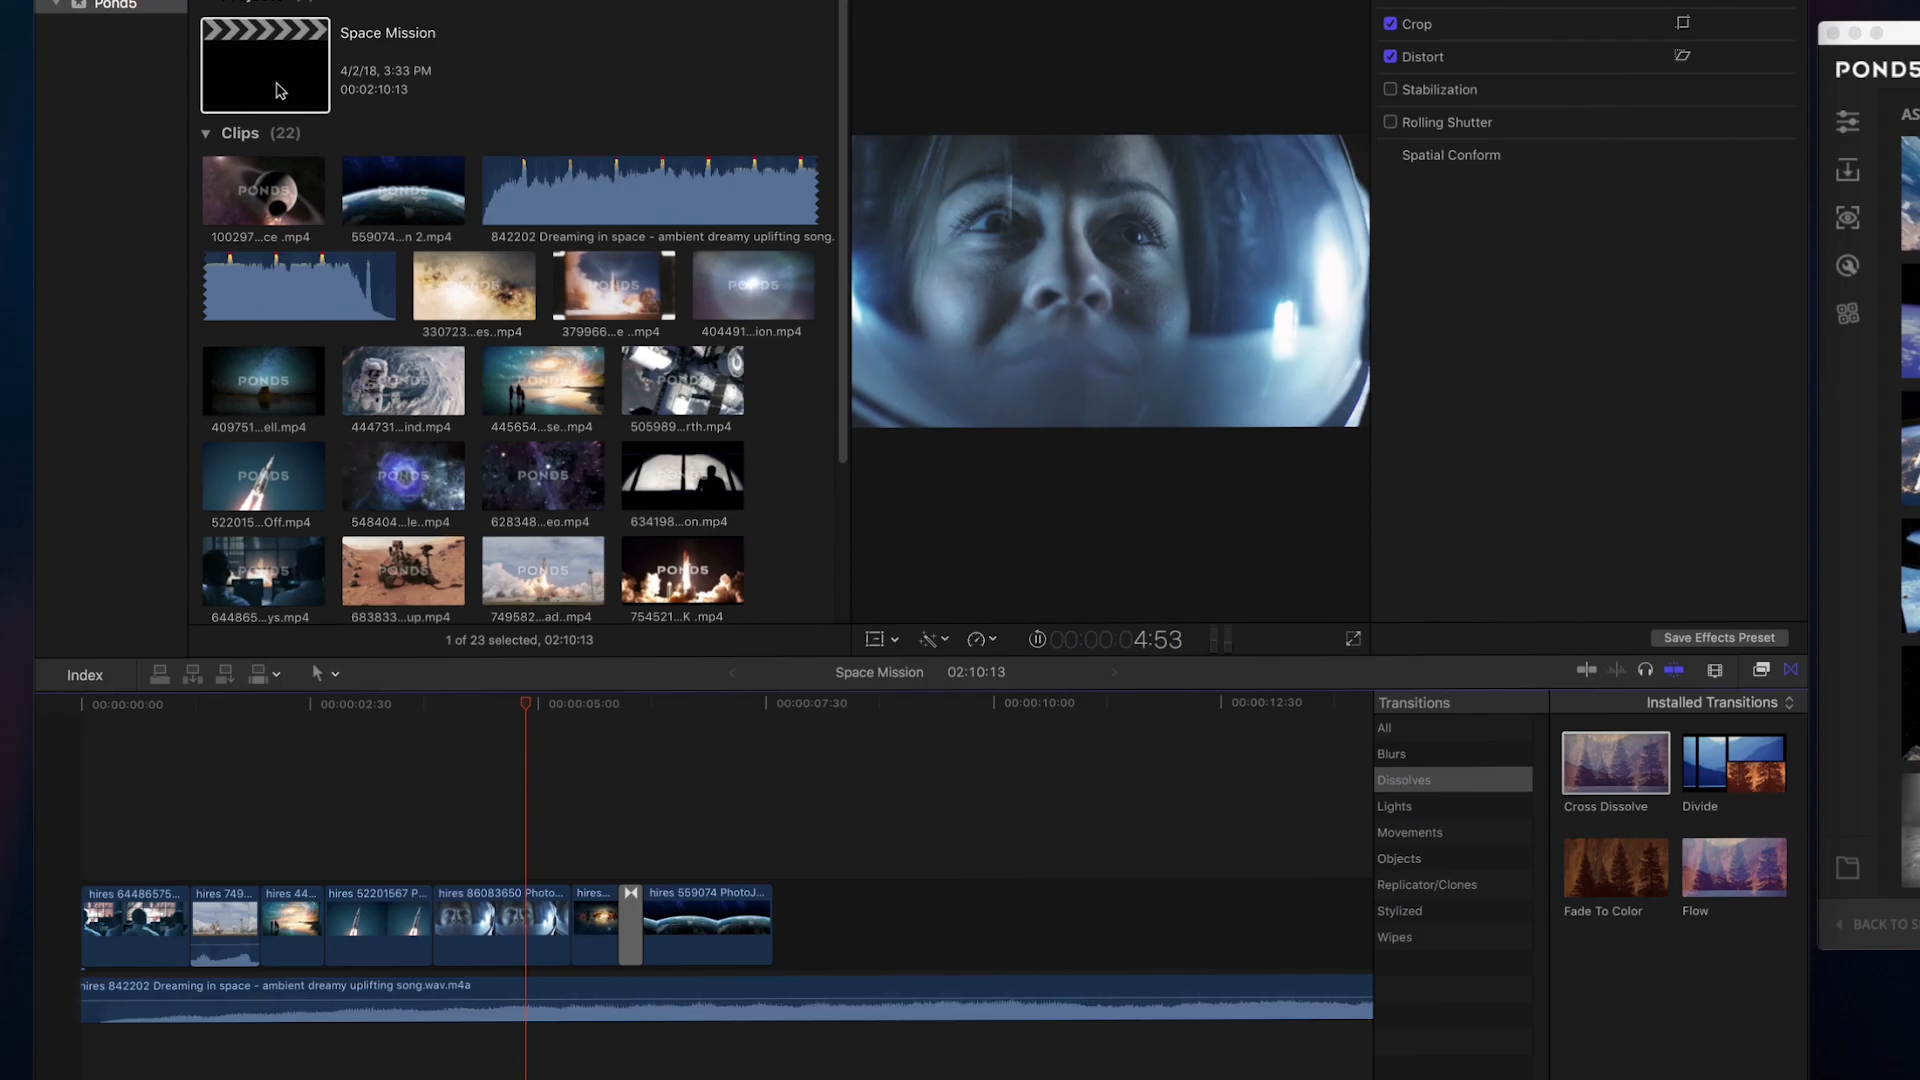 Pond5
Space Mission
4/2/18, 3:33 PM
00:02:10:13
Clips (22)
POND5
POND5
100297...ce .mp4
559074...n 2.mp4
842202 Dreaming in space - ambient dreamy uplifting song.
POND5
POND5
POND5
330723...es..mp4
379966...e ..mp4
404491...ion.mp4
POND5
POND5
POND5
POND5
409751...ell.mp4
444731...ind.mp4
445654...se..mp4
505989...rth.mp4
POND5
POND5
POND5
POND5
522015...Off.mp4
548404...le..mp4
628348...eo.mp4
634198...on.mp4
POND5
POND5
POND5
POND5
644865...ys.mp4
683833...up.mp4
749582...ad..mp4
754521...K .mp4
1 of 23 selected, 02:10:13
Crop
Distort
Stabilization
Rolling Shutter
Spatial Conform
00:00:00:04:53
Save Effects Preset
POND5
AS
BACK TO S
Index
Space Mission 02:10:13
00:00:00:00
00:00:02:30
00:00:05:00
00:00:07:30
00:00:10:00
00:00:12:30
hires 64486575...
hires 749...
hires 44...
hires 52201567 P...
hires 86083650 Photo...
hires...
hires 559074 PhotoJ...
hires 842202 Dreaming in space - ambient dreamy uplifting song.wav.m4a
Transitions
All
Blurs
Dissolves
Lights
Movements
Objects
Replicator/Clones
Stylized
Wipes
Installed Transitions
Cross Dissolve
Divide
Fade To Color
Flow